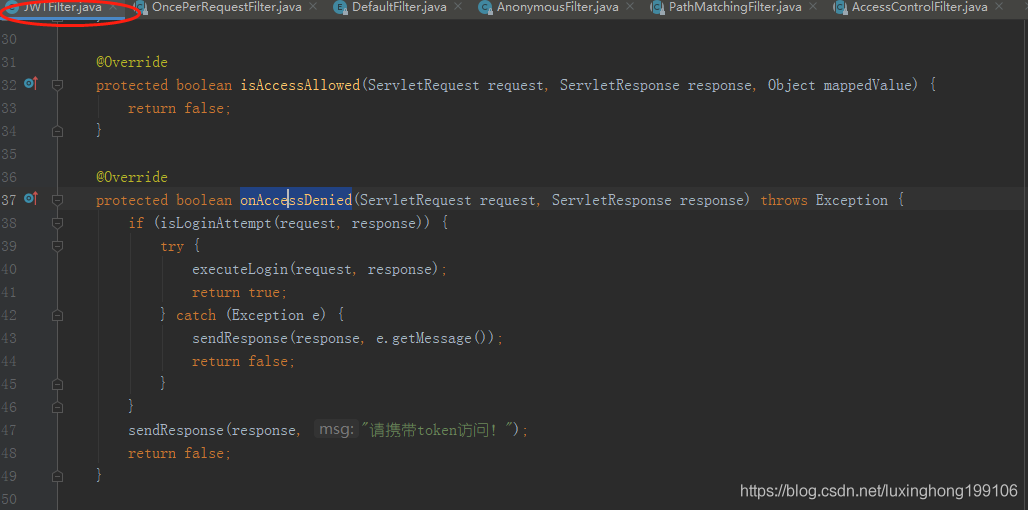 JWTFilter.java OncePerRequestFilter.java DefaultFilter.java AnonymousFilter.java PathMatchingFilter.java AccessControlFilter.java
30
31 @Override
32 protected boolean isAccessAllowed(ServletRequest request, ServletResponse response, Object mappedValue) {
33 return false;
34 }
35
36 @Override
37 protected boolean onAccessDenied(ServletRequest request, ServletResponse response) throws Exception {
38 if (isLoginAttempt(request, response)) {
39 try {
40 executeLogin(request, response);
41 return true;
42 } catch (Exception e) {
43 sendResponse(response, e.getMessage());
44 return false;
45 }
46 }
47 sendResponse(response, msg: "请携带token访问！");
48 return false;
49 }
50
https://blog.csdn.net/luxinghong199106